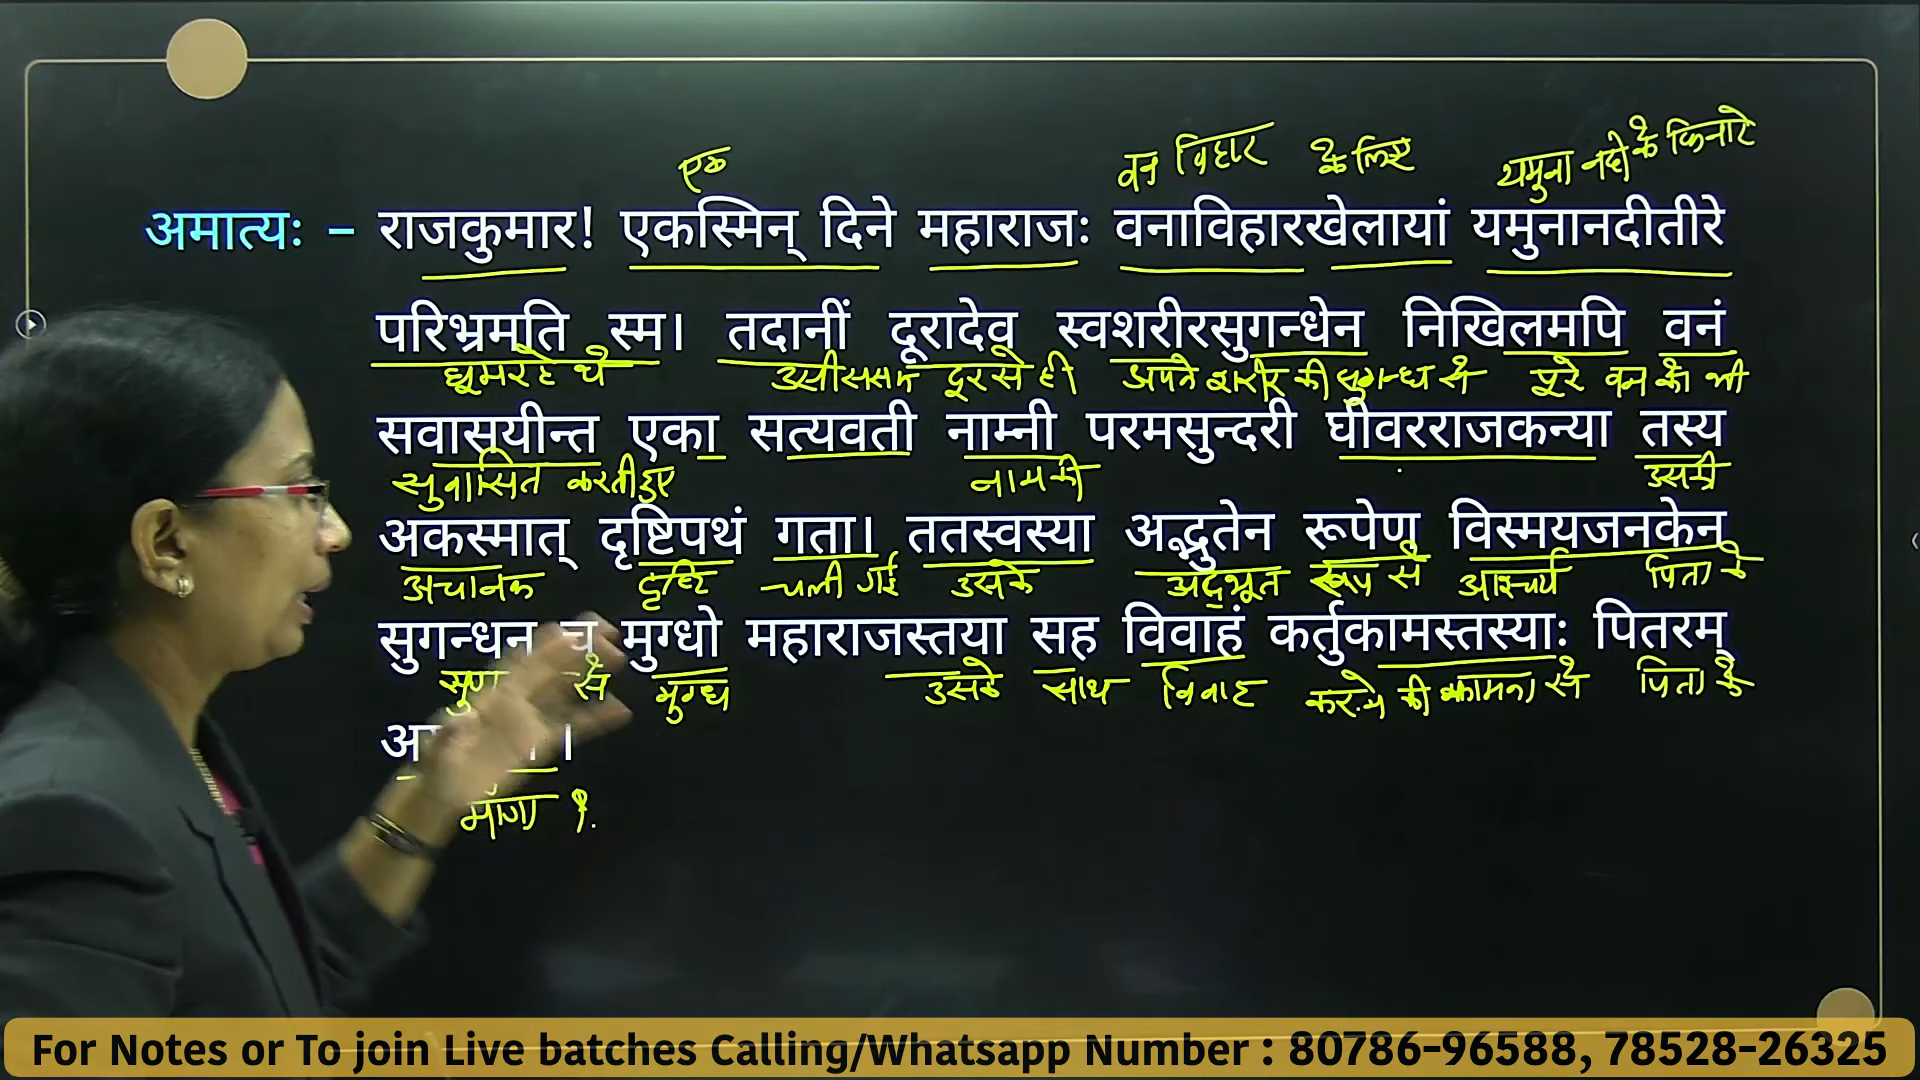 एक वन विहार के लिए यमुना नदी के किनारे
अमात्यः – राजकुमार! एकस्मिन् दिने महाराजः वनाविहारखेलायां यमुनानदीतीरे
परिभ्रमति स्म। तदानीं दूरादेव स्वशरीरसुगन्धेन निखिलमपि वनं
घूमरहे थे उसीसमय दूर से ही अपने शरीर की सुगन्ध से पूरे वन को भी
सवासयीन्त एका सत्यवती नाम्नी परमसुन्दरी घीवरराजकन्या तस्य
सुवासित करतीहुए नामकी उसकी
अकस्मात् दृष्टिपथं गता। ततस्वस्या अद्भुतेन रूपेण विस्मयजनकेन
अचानक दृष्टि चली गई उसके अद्भूत रूप से आश्चर्य पिता के
सुगन्धन च मुग्धो महाराजस्तया सह विवाहं कर्तुकामस्तस्याः पितरम्
से मुग्ध उसके साथ विवाह करने की कामना से पिता के
।
माँगा
For Notes or To join Live batches Calling/Whatsapp Number : 80786-96588, 78528-26325